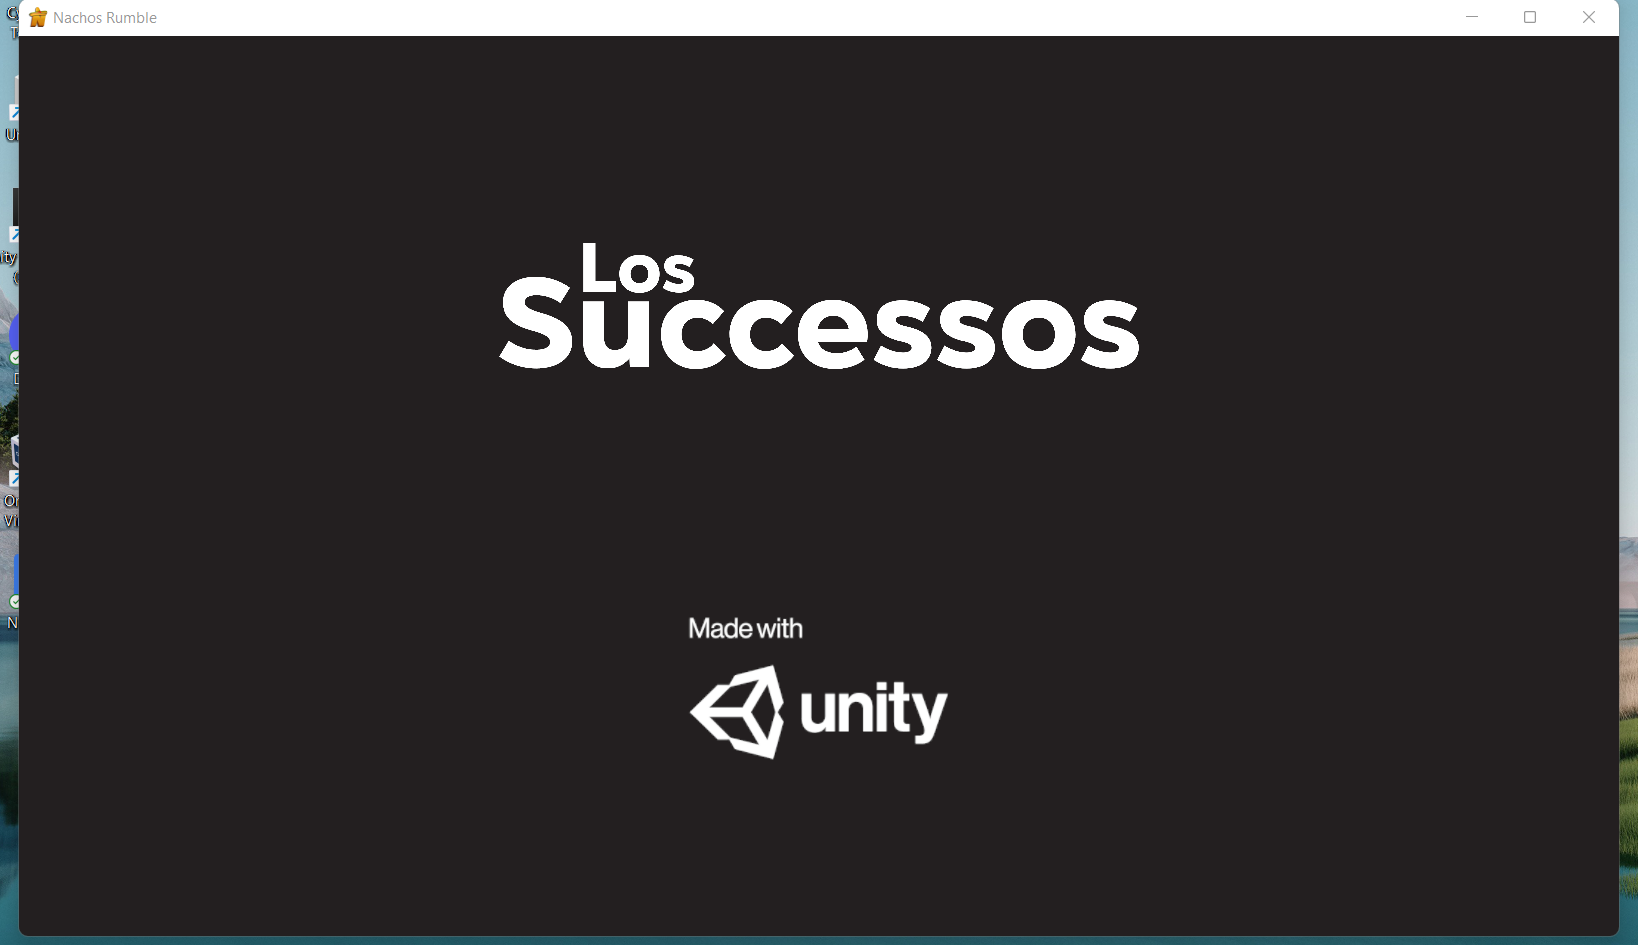 Nachos Rumble
Los
Successos
Made with
unity